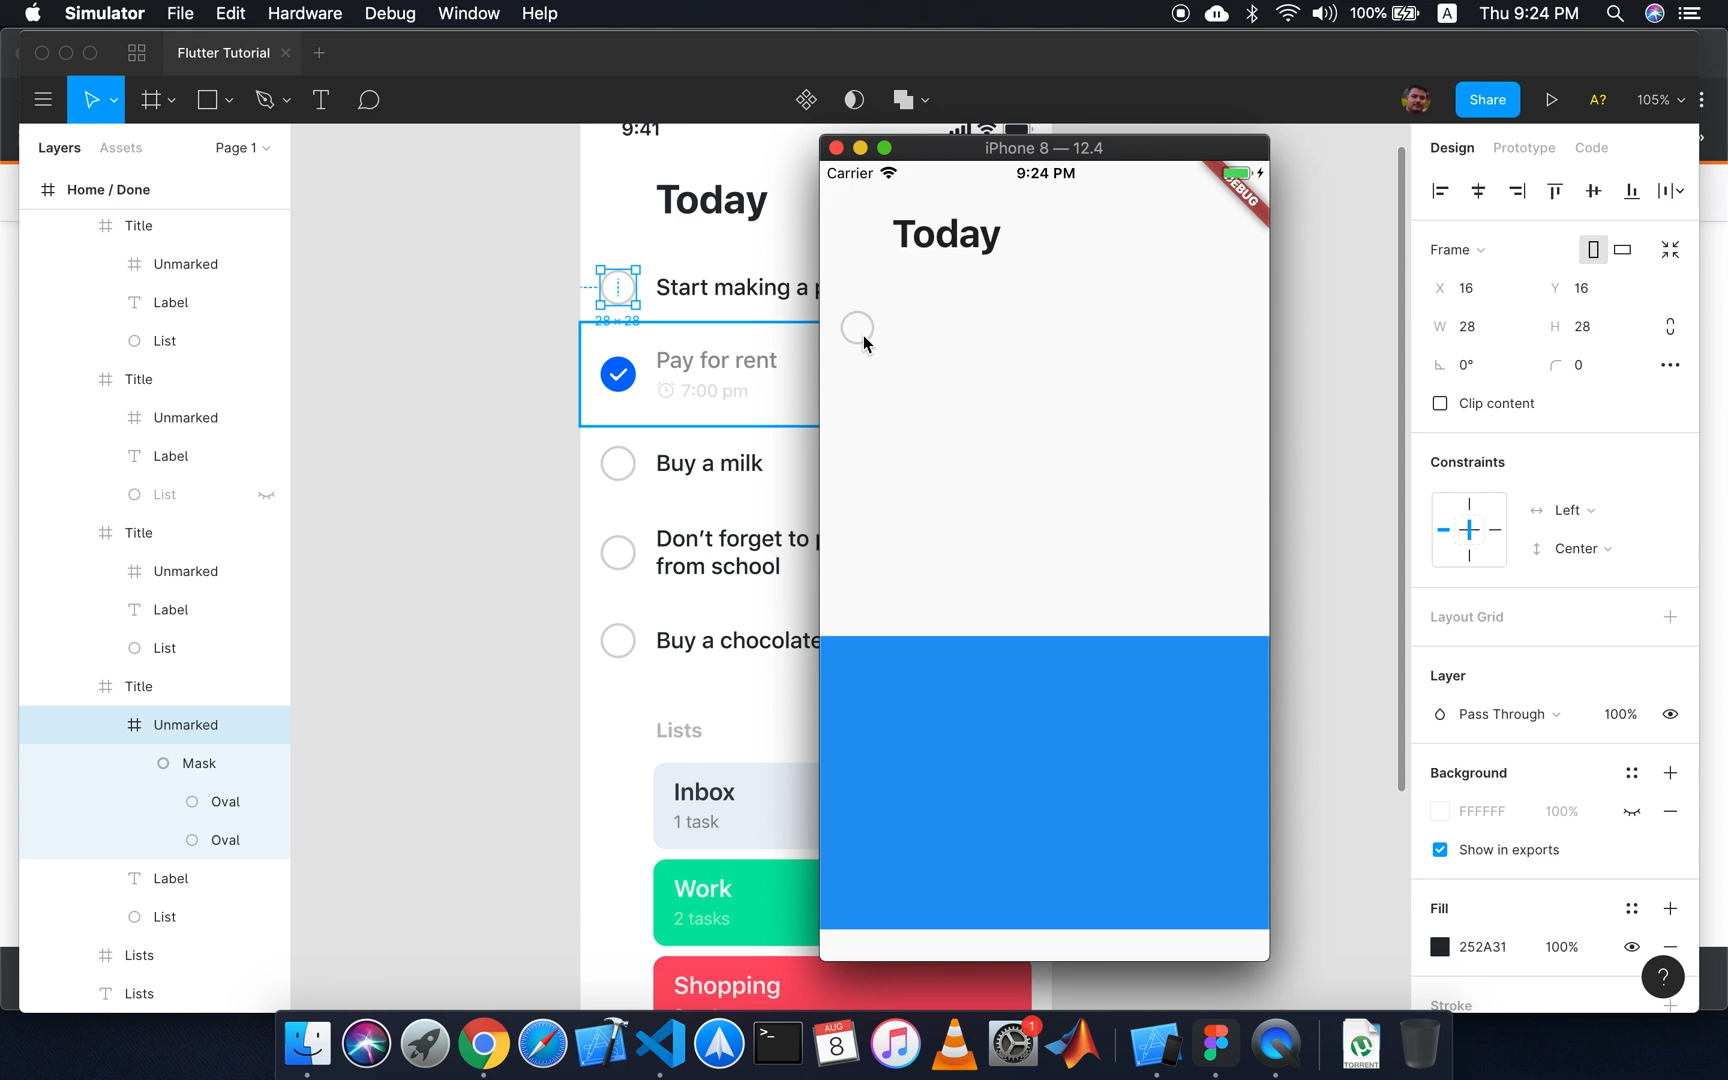 Simulator File Edit Hardware Debug Window Help
100% A Thu 9:24 PM
Flutter Tutorial
Share A? 105%
Layers Assets Page 1
Home / Done
Title
Unmarked
Label
List
Title
Unmarked
Label
List
Title
Unmarked
Label
List
Title
Unmarked
Mask
Oval
Oval
Label
List
Lists
Lists
9:41
Today
Start making a p
28 × 28
Pay for rent
7:00 pm
Buy a milk
Don't forget to p
from school
Buy a chocolate
Lists
Inbox
1 task
Work
2 tasks
Shopping
iPhone 8 — 12.4
Carrier 9:24 PM
DEBUG
Today
Design Prototype Code
Frame
X 16 Y 16
W 28 H 28
0° 0
Clip content
Constraints
Left
Center
Layout Grid
Layer
Pass Through 100%
Background
FFFFFF 100%
Show in exports
Fill
252A31 100%
Stroke
?
>_
AUG
8
1
TORRENT